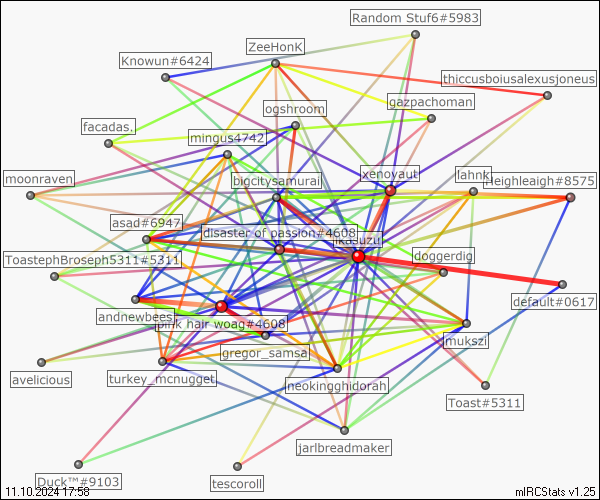 Random Stuf6#5983
ZeeHonK
Knowun#6424
thiccusboiusalexusjoneus
gazpachoman
ogshroom
facadas.
mingus4742
xenoyaut
lahnk
Heighleaigh#8575
moonraven
bigcitysamurai
asad#6947
disaster of passion#4608
ToastephBroseph5311#5311
doggerdig
default#0617
andnewbees
pink hair woag#4608
mukszi
gregor_samsa
avelicious
turkey_mcnugget
neokingghidorah
Toast#5311
jarlbreadmaker
Duck™#9103
tescoroll
11.10.2024 17:58
mIRCStats v1.25